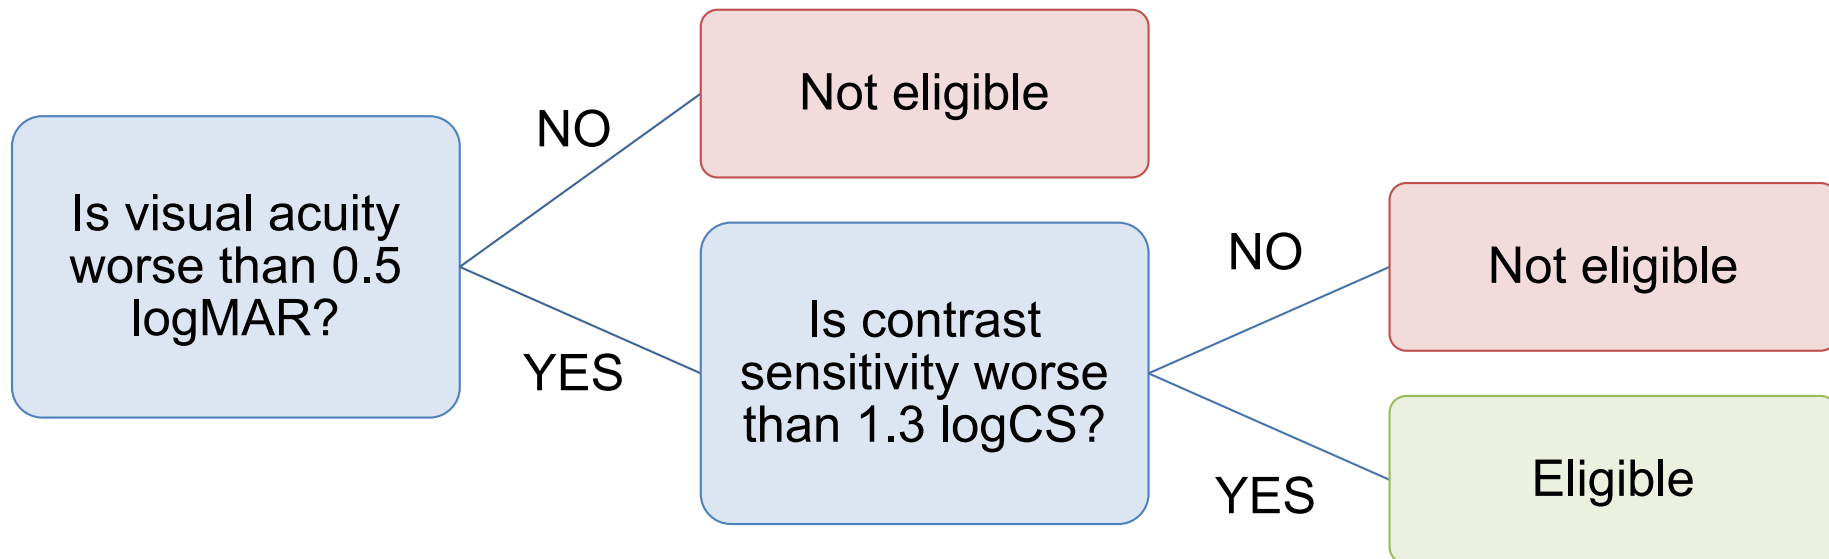 Is visual acuity
worse than 0.5
logMAR?
NO
Not eligible
YES
Is contrast
sensitivity worse
than 1.3 logCS?
NO
Not eligible
YES
Eligible